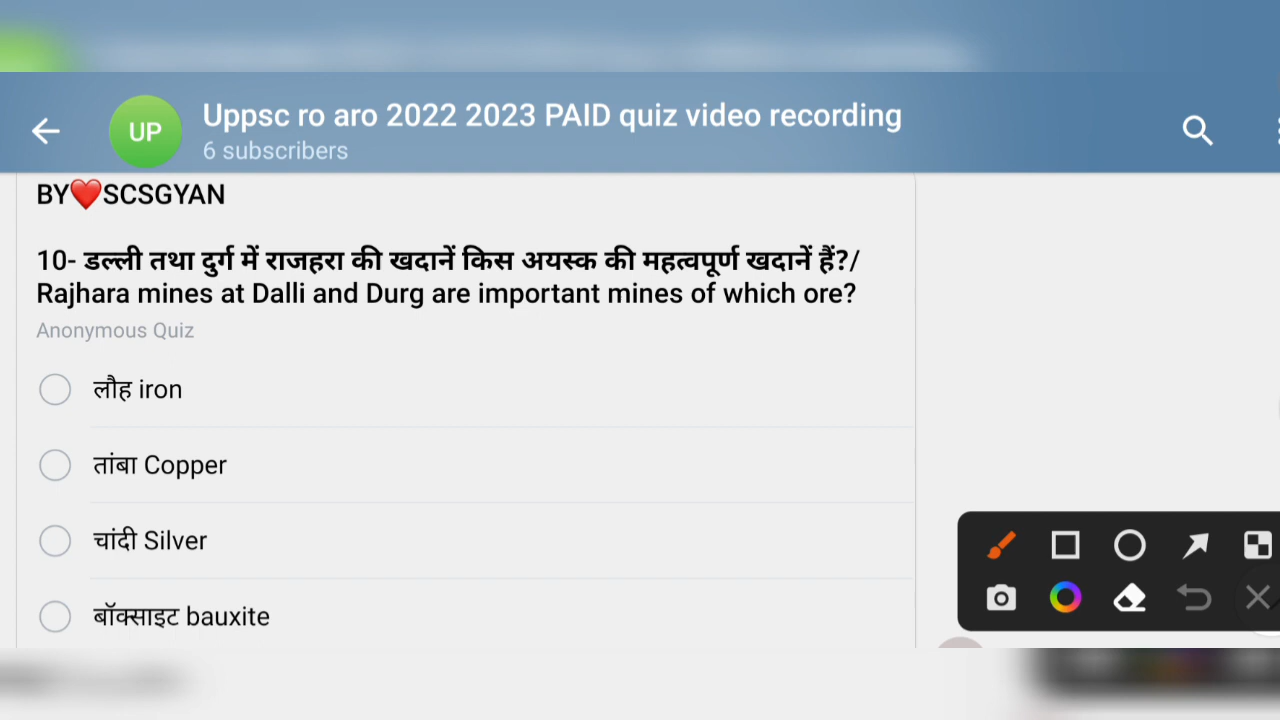 UP
Uppsc ro aro 2022 2023 PAID quiz video recording
6 subscribers
BY❤️SCSGYAN
10- डल्ली तथा दुर्ग में राजहरा की खदानें किस अयस्क की महत्वपूर्ण खदानें हैं?/
Rajhara mines at Dalli and Durg are important mines of which ore?
Anonymous Quiz
लौह iron
तांबा Copper
चांदी Silver
बॉक्साइट bauxite